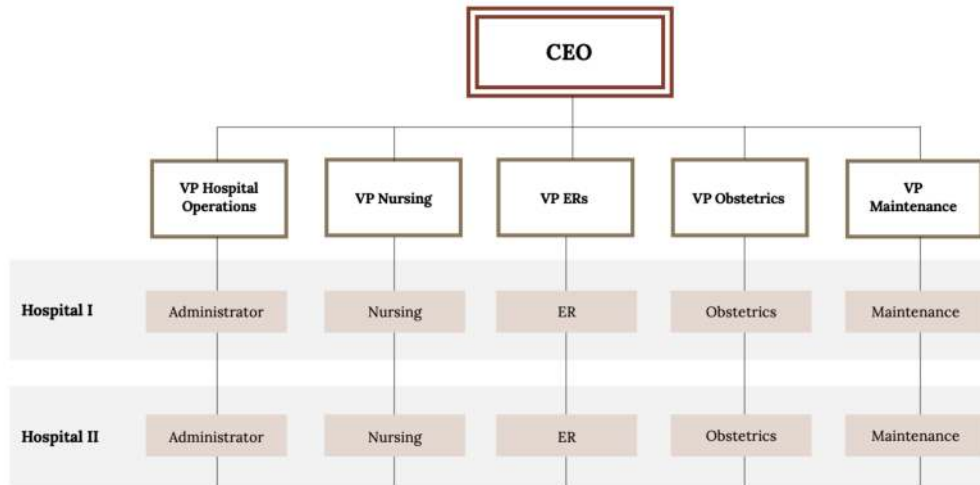 CEO
VP Hospital
Operations
VP Nursing
VP ERs
VP Obstetrics
VP
Maintenance
Hospital I
Administrator
Nursing
ER
Obstetrics
Maintenance
Hospital II
Administrator
Nursing
ER
Obstetrics
Maintenance